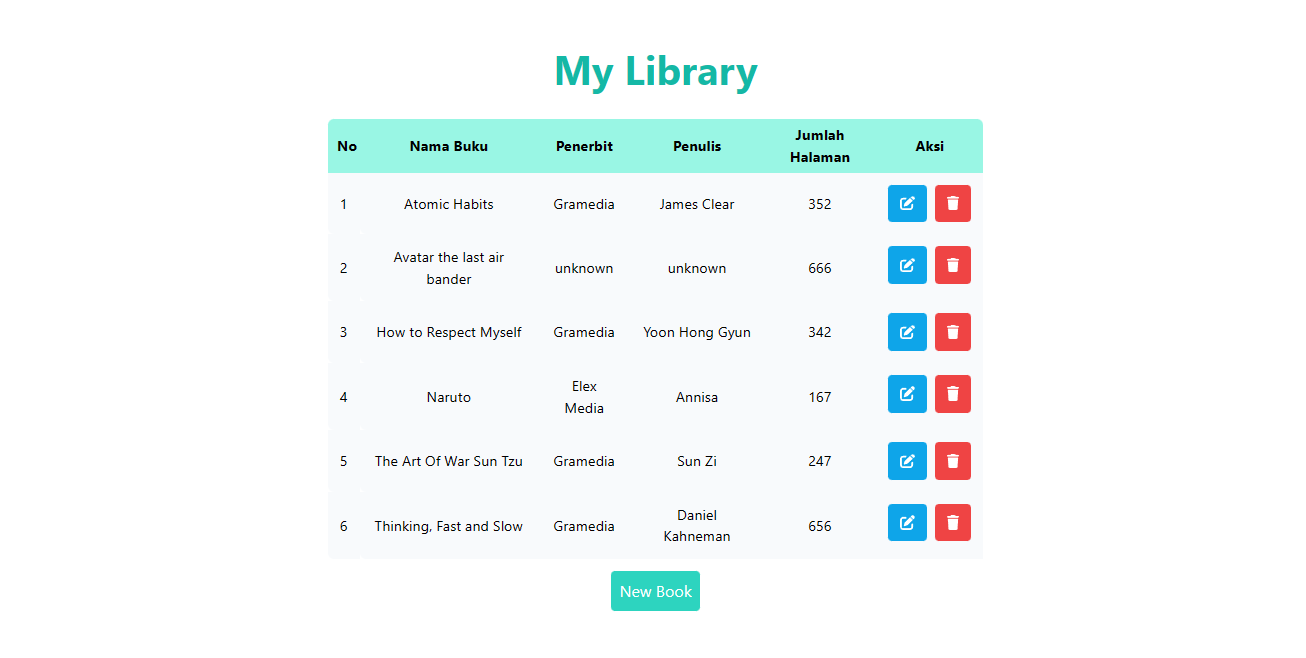 My Library
No Nama Buku Penerbit Penulis Jumlah Halaman Aksi
1 Atomic Habits Gramedia James Clear 352
2 Avatar the last air bander unknown unknown 666
3 How to Respect Myself Gramedia Yoon Hong Gyun 342
4 Naruto Elex Media Annisa 167
5 The Art Of War Sun Tzu Gramedia Sun Zi 247
6 Thinking, Fast and Slow Gramedia Daniel Kahneman 656
New Book